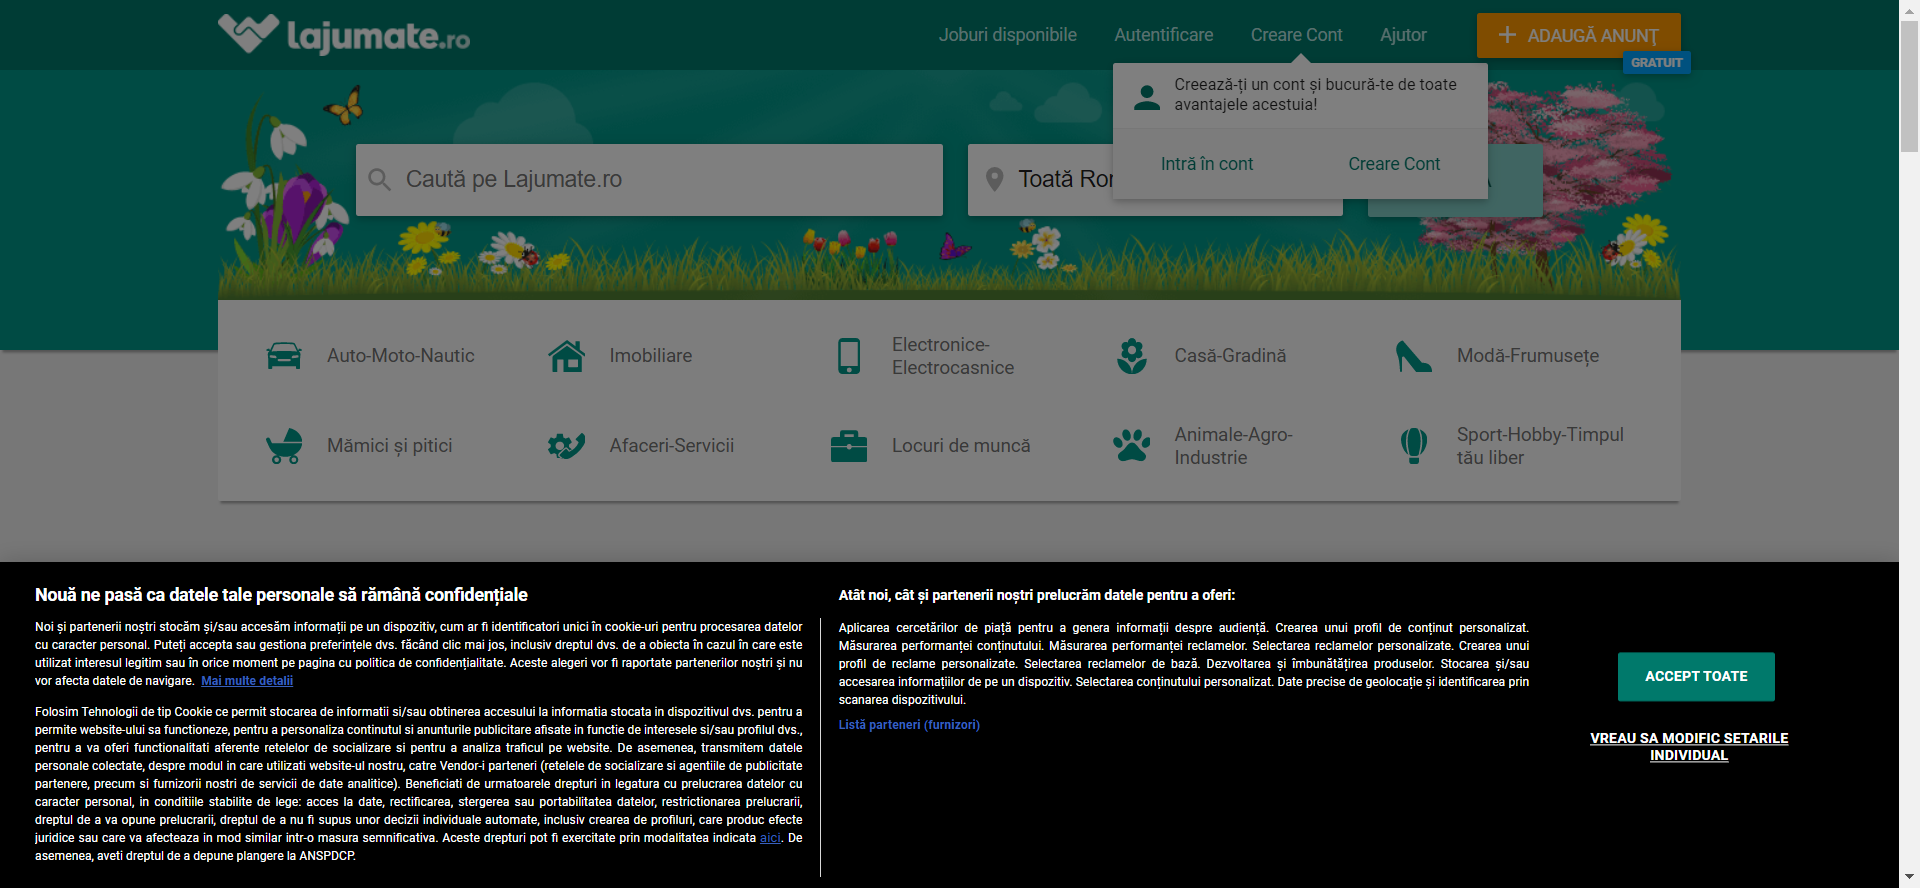 Lajumate.ro
Joburi disponibile
Autentificare
Creare Cont
Ajutor
+ ADAUGĂ ANUNȚ
GRATUIT
Creează-ți un cont și bucură-te de toate
avantajele acestuia!
Intră în cont
Creare Cont
Caută pe Lajumate.ro
Toată
Auto-Moto-Nautic
Imobiliare
Electronice-
Electrocasnice
Casă-Gradină
Modă-Frumusețe
Mămici și pitici
Afaceri-Servicii
Locuri de muncă
Animale-Agro-
Industrie
Sport-Hobby-Timpul
tău liber
Nouă ne pasă ca datele tale personale să rămână confidențiale
Noi și partenerii noștri stocăm și/sau accesăm informații pe un dispozitiv, cum ar fi identificatori unici în cookie-uri pentru procesarea datelor
cu caracter personal. Puteți accepta sau gestiona preferințele dvs. făcând clic mai jos, inclusiv dreptul dvs. de a obiecta în cazul în care este
utilizat interesul legitim sau în orice moment pe pagina cu politica de confidențialitate. Aceste alegeri vor fi raportate partenerilor noștri și nu
vor afecta datele de navigare. Mai multe detalii
Folosim Tehnologii de tip Cookie ce permit stocarea de informatii si/sau obtinerea accesului la informatia stocata in dispozitivul dvs. pentru a
permite website-ului sa functioneze, pentru a personaliza continutul si anunturile publicitare afisate in functie de interesele si/sau profilul dvs.,
pentru a va oferi functionalitati aferente retelelor de socializare si pentru a analiza traficul pe website. De asemenea, transmitem datele
personale colectate, despre modul in care utilizati website-ul nostru, catre Vendor-i parteneri (retelele de socializare si agentiile de publicitate
partenere, precum si furnizorii nostri de servicii de date analitice). Beneficiati de urmatoarele drepturi in legatura cu prelucrarea datelor cu
caracter personal, in conditiile stabilite de lege: acces la date, rectificarea, stergerea sau portabilitatea datelor, restrictionarea prelucrarii,
dreptul de a va opune prelucrarii, dreptul de a nu fi supus unor decizii individuale automate, inclusiv crearea de profiluri, care produc efecte
juridice sau care va afecteaza in mod similar intr-o masura semnificativa. Aceste drepturi pot fi exercitate prin modalitatea indicata aici. De
asemenea, aveti dreptul de a depune plangere la ANSPDCP.
Atât noi, cât și partenerii noștri prelucrăm datele pentru a oferi:
Aplicarea cercetărilor de piață pentru a genera informații despre audiență. Crearea unui profil de conținut personalizat.
Măsurarea performanței conținutului. Măsurarea performanței reclamelor. Selectarea reclamelor personalizate. Crearea unui
profil de reclame personalizate. Selectarea reclamelor de bază. Dezvoltarea și îmbunătățirea produselor. Stocarea și/sau
accesarea informațiilor de pe un dispozitiv. Selectarea conținutului personalizat. Date precise de geolocație și identificarea prin
scanarea dispozitivului.
Listă parteneri (furnizori)
ACCEPT TOATE
VREAU SA MODIFIC SETARILE
INDIVIDUAL